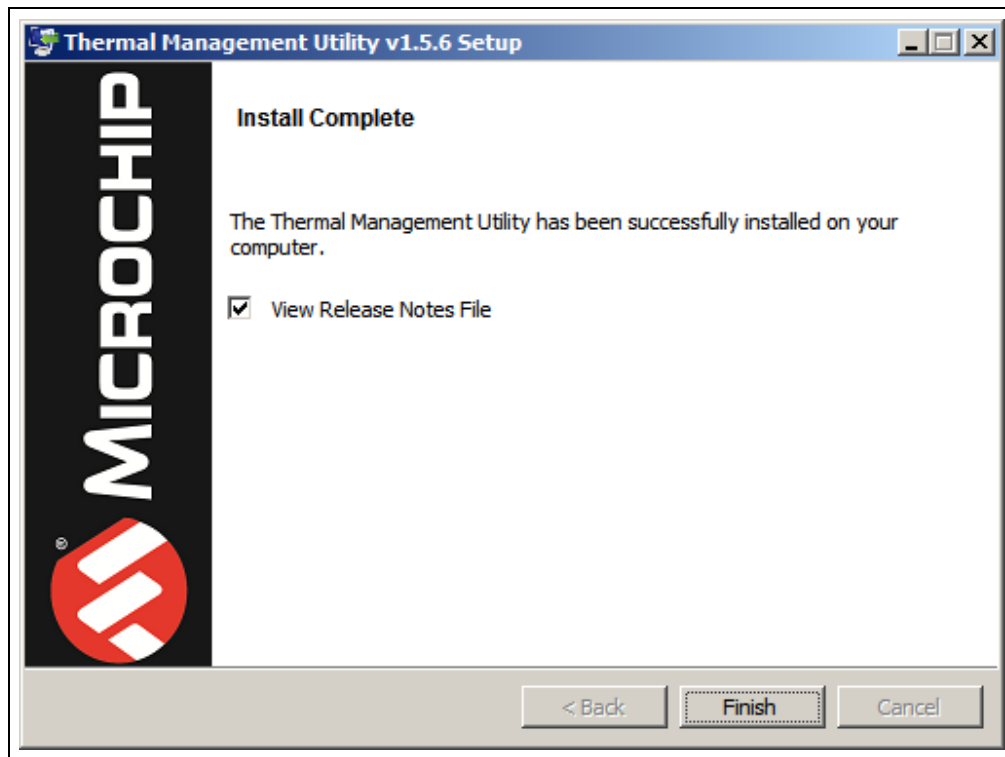 Thermal Management Utility v1.5.6 Setup
MICROCHIP
®
Install Complete
The Thermal Management Utility has been successfully installed on your
computer.
View Release Notes File
< Back
Finish
Cancel